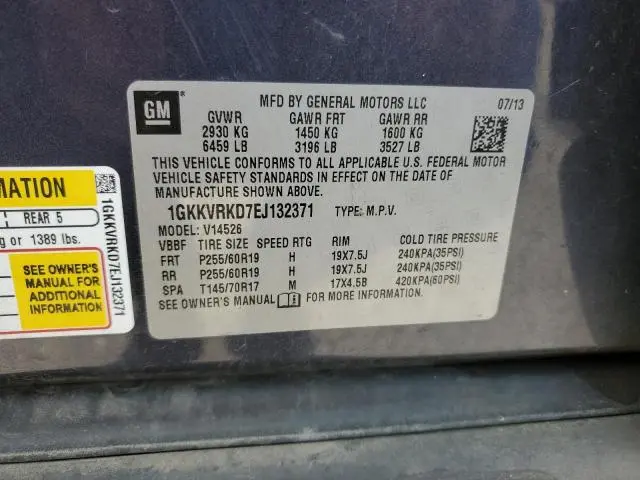 GM ®
MFD BY GENERAL MOTORS LLC 07/13
GVWR GAWR FRT GAWR RR
2930 KG 1450 KG 1600 KG
6459 LB 3196 LB 3527 LB
THIS VEHICLE CONFORMS TO ALL APPLICABLE U.S. FEDERAL MOTOR
VEHICLE SAFETY STANDARDS IN EFFECT ON THE DATE OF
MANUFACTURE SHOWN ABOVE.
1GKKVRKD7EJ132371 TYPE: M.P.V.
MODEL: V14526
VBBF TIRE SIZE SPEED RTG RIM COLD TIRE PRESSURE
FRT P255/60R19 H 19X7.5J 240KPA(35PSI)
RR P255/60R19 H 19X7.5J 240KPA(35PSI)
SPA T145/70R17 M 17X4.5B 420KPA(60PSI)
SEE OWNER'S MANUAL FOR MORE INFORMATION.
MATION
REAR 5
g or 1389 lbs.
SEE OWNER'S
MANUAL FOR
ADDITIONAL
INFORMATION
1GKKVRKD7EJ132371